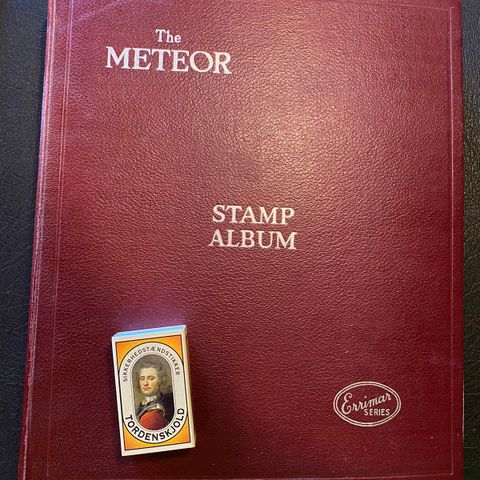 The
METEOR
STAMP
ALBUM
SIKKERHEDSTÆNDSTIKKER
TORDENSKJOLD
Errimar
SERIES